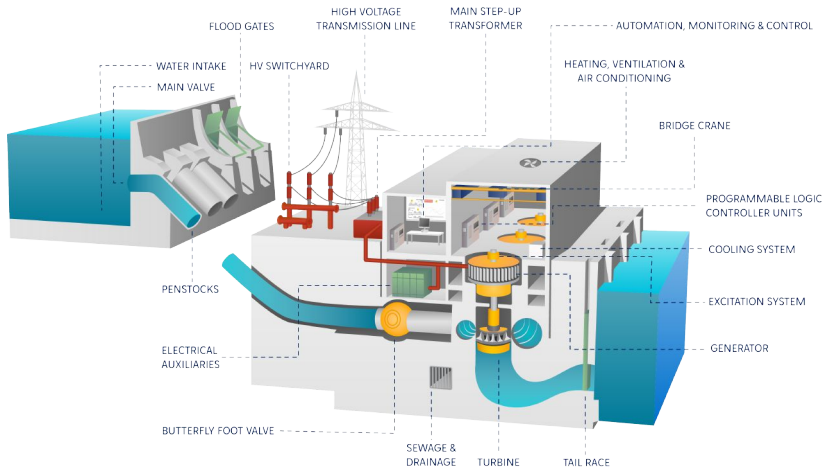 HIGH VOLTAGE
TRANSMISSION LINE
MAIN STEP-UP
TRANSFORMER
FLOOD GATES
AUTOMATION, MONITORING & CONTROL
WATER INTAKE
HV SWITCHYARD
HEATING, VENTILATION &
AIR CONDITIONING
MAIN VALVE
BRIDGE CRANE
PROGRAMMABLE LOGIC
CONTROLLER UNITS
COOLING SYSTEM
PENSTOCKS
EXCITATION SYSTEM
ELECTRICAL
AUXILIARIES
GENERATOR
BUTTERFLY FOOT VALVE
SEWAGE &
DRAINAGE
TURBINE
TAIL RACE